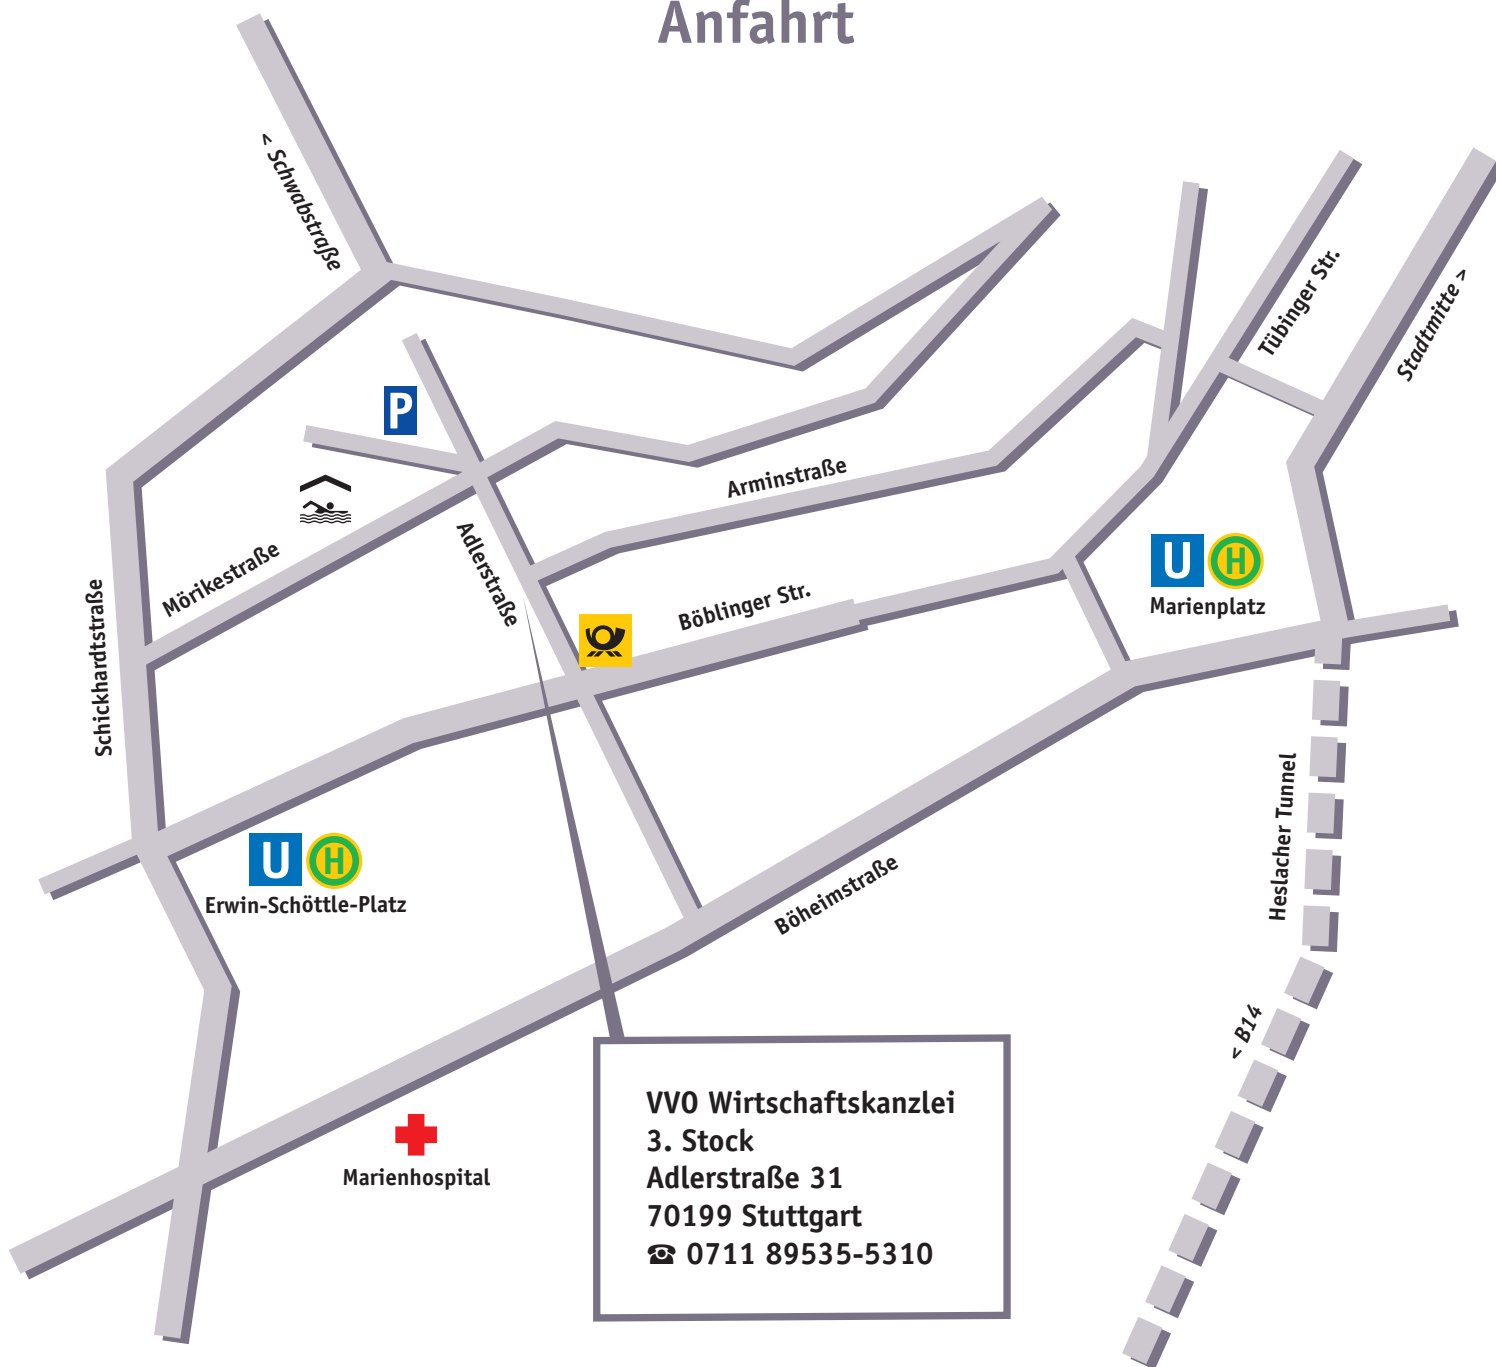 Anfahrt
< Schwabstraße
Tübinger Str.
Stadtmitte >
P
Arminstraße
Mörikestraße
Adlerstraße
U H
Marienplatz
Böblinger Str.
Schickhardtstraße
Heslacher Tunnel
U H
Erwin-Schöttle-Platz
Böheimstraße
< B14
Marienhospital
VVO Wirtschaftskanzlei
3. Stock
Adlerstraße 31
70199 Stuttgart
☎ 0711 89535-5310